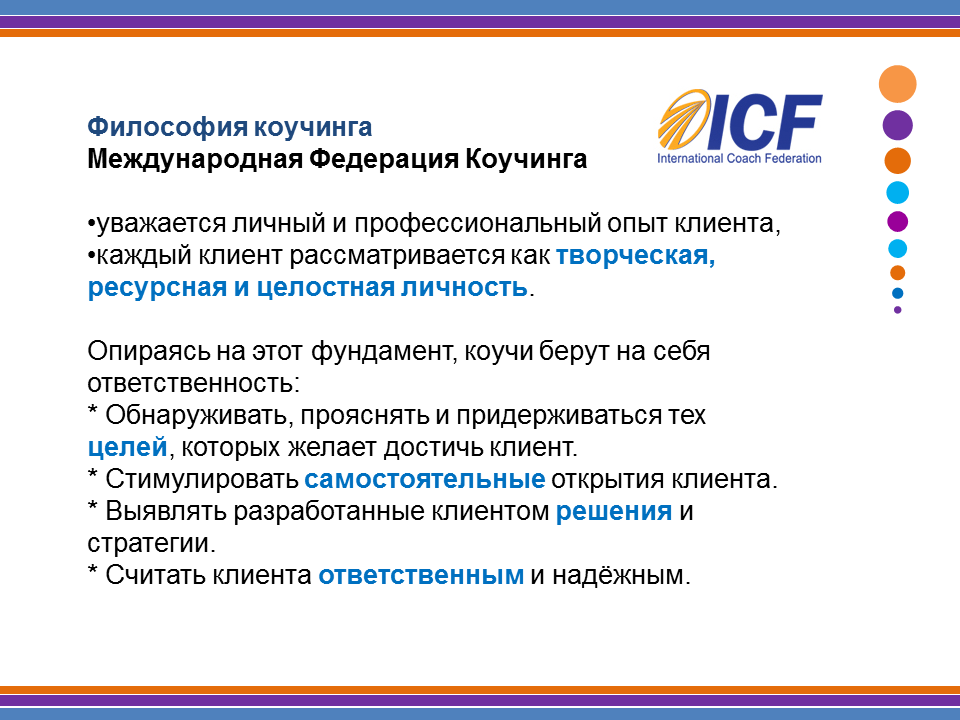 Философия коучинга
Международная Федерация Коучинга
ICF
International Coach Federation
•уважается личный и профессиональный опыт клиента,
•каждый клиент рассматривается как творческая,
ресурсная и целостная личность.
Опираясь на этот фундамент, коучи берут на себя
ответственность:
* Обнаруживать, прояснять и придерживаться тех
целей, которых желает достичь клиент.
* Стимулировать самостоятельные открытия клиента.
* Выявлять разработанные клиентом решения и
стратегии.
* Считать клиента ответственным и надёжным.